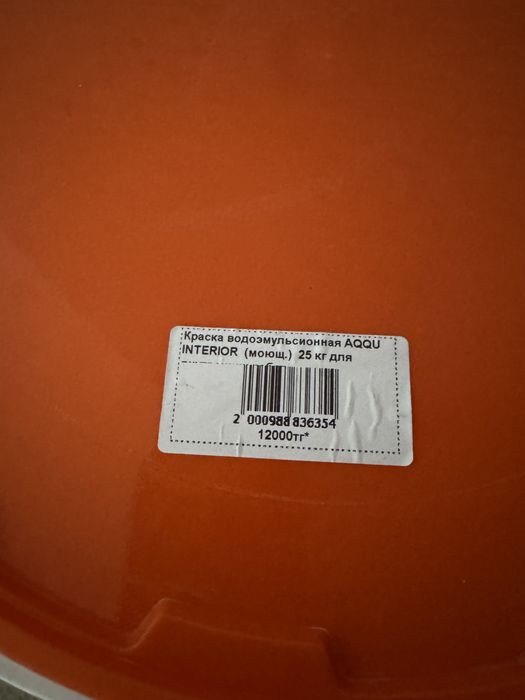 Краска водоэмульсионная AQQU
INTERIOR (моющ.) 25 кг для
2 000988 836354
12000тг*